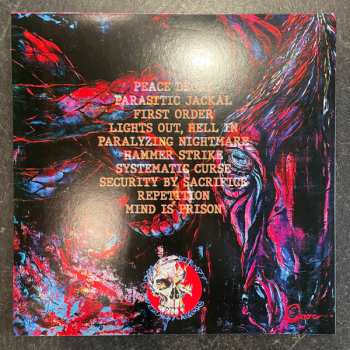 PEACE
PARASITIC JACKAL
FIRST ORDER
LIGHTS OUT, HELL IN
PARALYZING NIGHTMARE
HAMMER STRIKE
SYSTEMATIC CURSE
SECURITY BY SACRIFICE
REPETITION
MIND IS PRISON